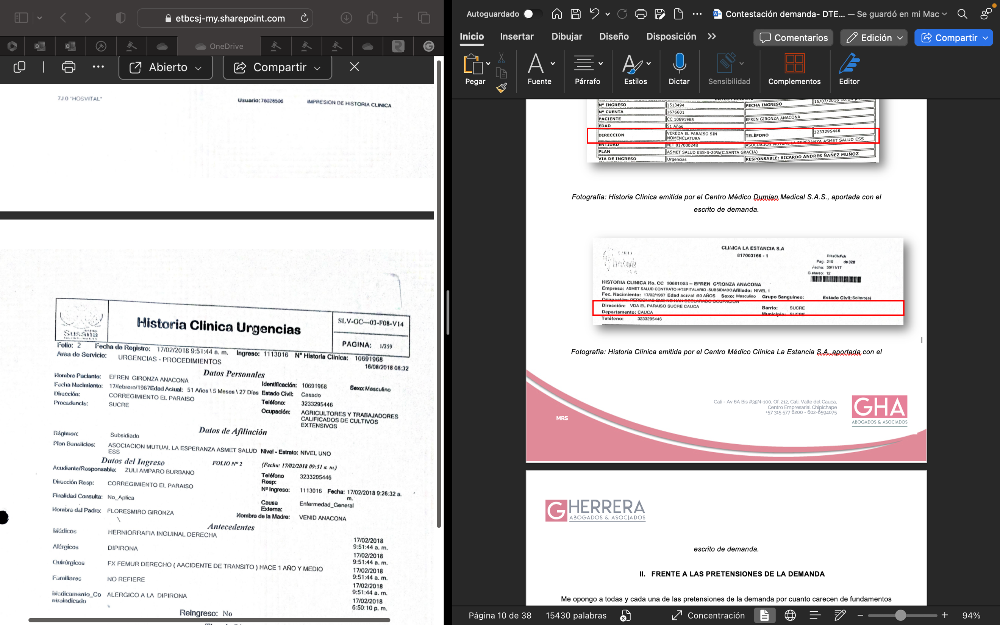 etbcsj-my.sharepoint.com
OneDrive
Abierto
Compartir
7J.0 *HOSVITAL*
Usuario: 76028506
IMPRESION DE HISTORIA CLINICA
Susana
Historia Clinica Urgencias
SLV-GC—03-F08-V14
PAGINA: 1/259
Folio: 2 Fecha de Registro: 17/02/2018 9:51:44 a. m. Ingreso: 1113016 N° Historia Clinica: 10691968
Area de Servicio: URGENCIAS - PROCEDIMIENTOS
16/08/2018 08:32
Datos Personales
Nombre Paciente: EFREN GIRONZA ANACONA
Identificación: 10691968 Sexo: Masculino
Fecha Nacimiento: 17/febrero/1967 Edad Actual: 51 Años \ 5 Meses \ 27 Días Estado Civil: Casado
Dirección: CORREGIMIENTO EL PARAISO
Teléfono: 3233295446
Procedencia: SUCRE
Ocupación: AGRICULTORES Y TRABAJADORES
CALIFICADOS DE CULTIVOS
EXTENSIVOS
Datos de Afiliación
Régimen: Subsidiado
Plan Beneficios: ASOCIACION MUTUAL LA ESPERANZA ASMET SALUD Nivel - Estrato: NIVEL UNO
ESS
Datos del Ingreso FOLIO Nº 2 (Fecha: 17/02/2018 09:51 a. m.)
Acudiente/Responsable: ZULI AMPARO BURBANO
Teléfono 3233295446
Resp:
Dirección Resp: CORREGIMIENTO EL PARAISO
Nº Ingreso: 1113016 Fecha: 17/02/2018 9:26:32 a.
m.
Finalidad Consulta: No_Aplica
Causa Enfermedad_General
Externa:
Nombre del Padre: FLORESMIRO GIRONZA
Nombre de la Madre: VENID ANACONA
Antecedentes
Médicos HERNIORRAFIA INGUINAL DERECHA
17/02/2018
9:51:44 a. m.
Alérgicos DIPIRONA
17/02/2018
9:51:44 a. m.
Quirúrgicos FX FEMUR DERECHO ( AACIDENTE DE TRANSITO ) HACE 1 AÑO Y MEDIO
17/02/2018
9:51:44 a. m.
Familiares NO REFIERE
17/02/2018
9:51:44 a. m.
Medicamento_Co ALERGICO A LA DIPIRONA
ntraindicado
17/02/2018
6:50:10 p. m.
Reingreso: No
Autoguardado
Contestación demanda- DTE... — Se guardó en mi Mac
Inicio Insertar Dibujar Diseño Disposición
Comentarios
Edición
Compartir
Pegar
Fuente
Párrafo
Estilos
Dictar
Sensibilidad
Complementos
Editor
Nº INGRESO 1513494 FECHA INGRESO
Nº CUENTA 1676601
PACIENTE CC 10691968 EFREN GIRONZA ANACONA
EDAD 51 Años
DIRECCION VEREDA EL PARAISO SIN TELÉFONO 3233295446
NOMENCLATURA
ENTIDAD NIT 817000248 ASOCIACION MUTUAL LA ESPERANZA ASMET SALUD ESS
PLAN ASMET SALUD ESS-S-20%(C.SANTA GRACIA)
VIA DE INGRESO Urgencias RESPONSABLE: RICARDO ANDRES ÑAÑEZ MUÑOZ
Fotografía: Historia Clínica emitida por el Centro Médico Dumian Medical S.A.S., aportada con el
escrito de demanda.
CLINICA LA ESTANCIA S.A
817003166 - 1
RHsClxFch
Pag: 210 de 328
Fecha: 30/11/17
G.etareo: 12
HISTORIA CLINICA No. CC 10691968 -- EFREN GIRONZA ANACONA
Empresa: ASMET SALUD CONTRATO HOSPITALARIO -SUBSIDIADO Afiliado: NIVEL 1
Fec. Nacimiento: 17/02/1967 Edad actual :50 AÑOS Sexo: Masculino Grupo Sanguíneo: Estado Civil: Soltero(a)
Ocupación: PERSONAS QUE NO HAN DECLARADO OCUPACION
Dirección: VDA EL PARAISO SUCRE CAUCA Barrio: SUCRE
Departamento: CAUCA Municipio: SUCRE
Teléfono: 3233295446
Fotografía: Historia Clínica emitida por el Centro Médico Clínica La Estancia S.A, aportada con el
MRS
Cali - Av 6A Bis #35N-100, Of. 212, Cali, Valle del Cauca,
Centro Empresarial Chipichape
+57 315 577 6200 - 602-6594075
GHA
ABOGADOS & ASOCIADOS
G HERRERA
ABOGADOS & ASOCIADOS
escrito de demanda.
II. FRENTE A LAS PRETENSIONES DE LA DEMANDA
Me opongo a todas y cada una de las pretensiones de la demanda por cuanto carecen de fundamentos
Página 10 de 38
15430 palabras
Concentración
94%